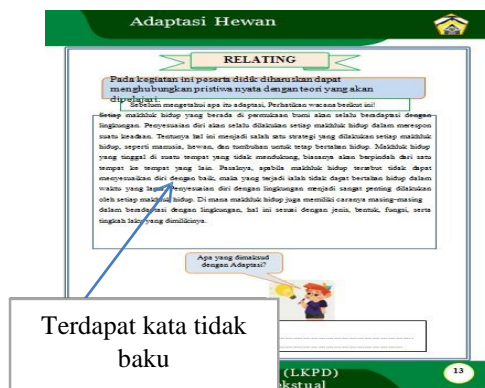 Adaptasi Hewan
RELATING
Pada kegiatan ini peserta didik diharuskan dapat
menghubungkan pristiwa nyata dengan teori yang akan
dipelajari.
Sebelum mengetahui apa itu adaptasi, Perhatikan wacana berikut ini!
Setiap makhluk hidup yang berada di permukaan bumi akan selalu beradaptasi dengan
lingkungan. Penyesuaian diri akan selalu dilakukan setiap makhluk hidup dalam merespon
suatu keadaan. Tentunya hal ini menjadi salah satu strategi yang dilakukan setiap makhluk
hidup, seperti manusia, hewan, dan tumbuhan untuk tetap bertahan hidup. Makhluk hidup
yang tinggal di suatu tempat yang tidak mendukung, biasanya akan berpindah dari satu
tempat ke tempat yang lain. Pasalnya, apabila makhluk hidup tersebut tidak dapat
menyesuaikan diri dengan baik, maka yang terjadi ialah tidak dapat bertahan hidup dalam
waktu yang lama. Penyesuaian diri dengan lingkungan menjadi sangat penting dilakukan
oleh setiap makhluk hidup. Di mana makhluk hidup juga memiliki caranya masing-masing
dalam beradaptasi dengan lingkungan, hal ini sesuai dengan jenis, bentuk, fungsi, serta
tingkah laku yang dimilikinya.
Apa yang dimaksud
dengan Adaptasi?
Terdapat kata tidak
baku
(LKPD)
13